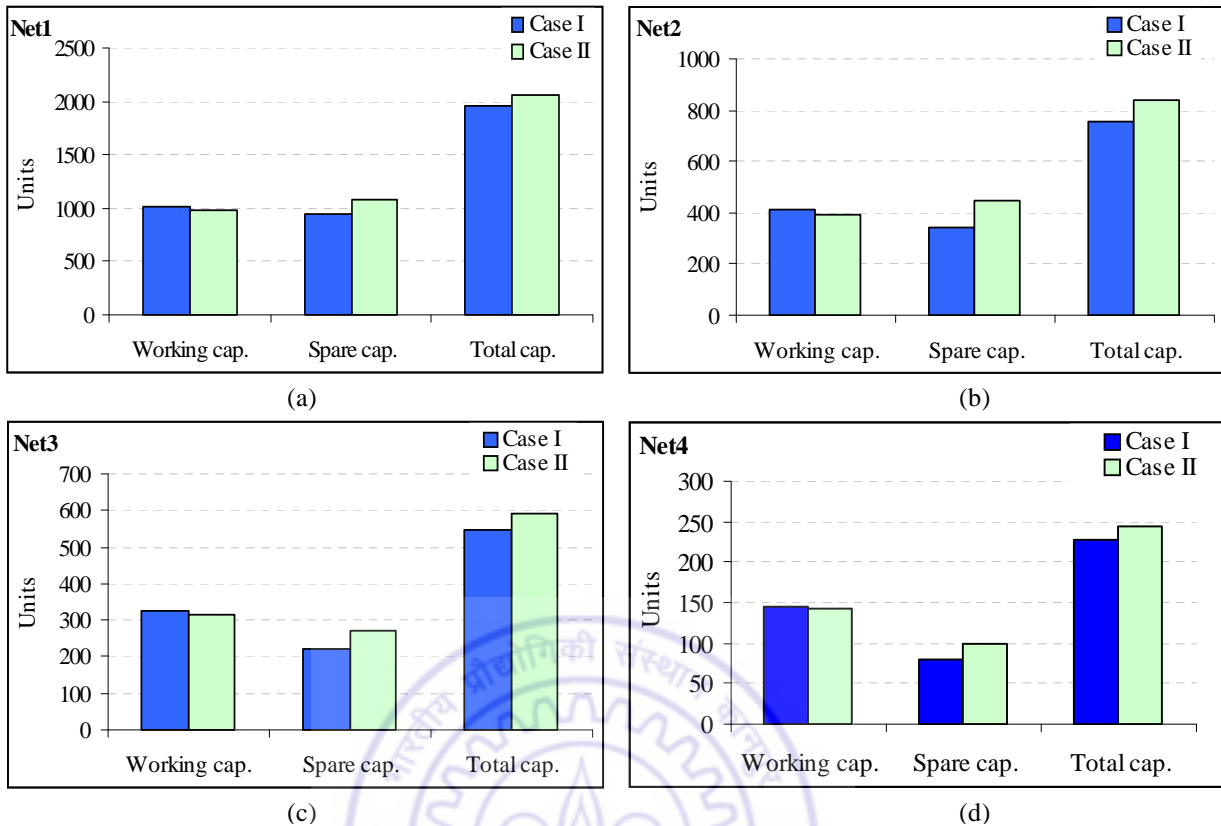 Net1
Case I
Case II
2500
2000
1500
1000
500
0
Units
Working cap.
Spare cap.
Total cap.
(a)
Net2
Case I
Case II
1000
800
600
400
200
0
Units
Working cap.
Spare cap.
Total cap.
(b)
Net3
Case I
Case II
700
600
500
400
300
200
100
0
Units
Working cap.
Spare cap.
Total cap.
(c)
Net4
Case I
Case II
300
250
200
150
100
50
0
Units
Working cap.
Spare cap.
Total cap.
(d)
भारतीय प्रौद्योगिकी संस्थान कानपुर